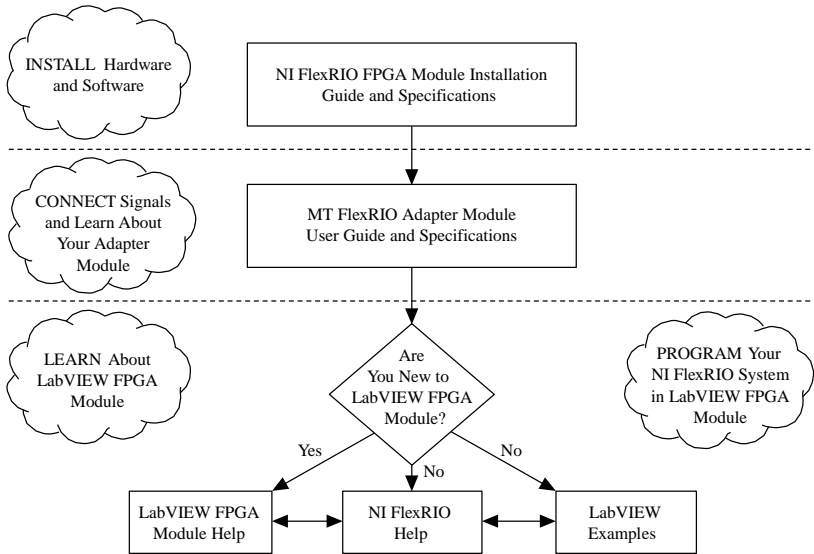 INSTALL Hardware
and Software
NI FlexRIO FPGA Module Installation
Guide and Specifications
CONNECT Signals
and Learn About
Your Adapter
Module
MT FlexRIO Adapter Module
User Guide and Specifications
LEARN About
LabVIEW FPGA
Module
Are
You New to
LabVIEW FPGA
Module?
PROGRAM Your
NI FlexRIO System
in LabVIEW FPGA
Module
Yes
No
No
LabVIEW FPGA
Module Help
NI FlexRIO
Help
LabVIEW
Examples